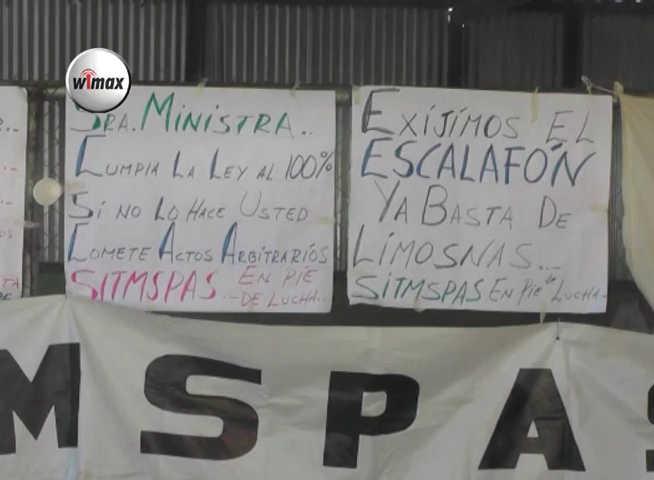 wimax
Sra. Ministra..
Cumpla La Ley al 100%
Si no lo hace Usted
Comete Actos Arbitrarios
SITMSPAS En pie
...de lucha...
Exijimos el
ESCALAFÓN
Ya Basta De
Limosnas...
SITMSPAS en pie de Lucha..
MSPAS